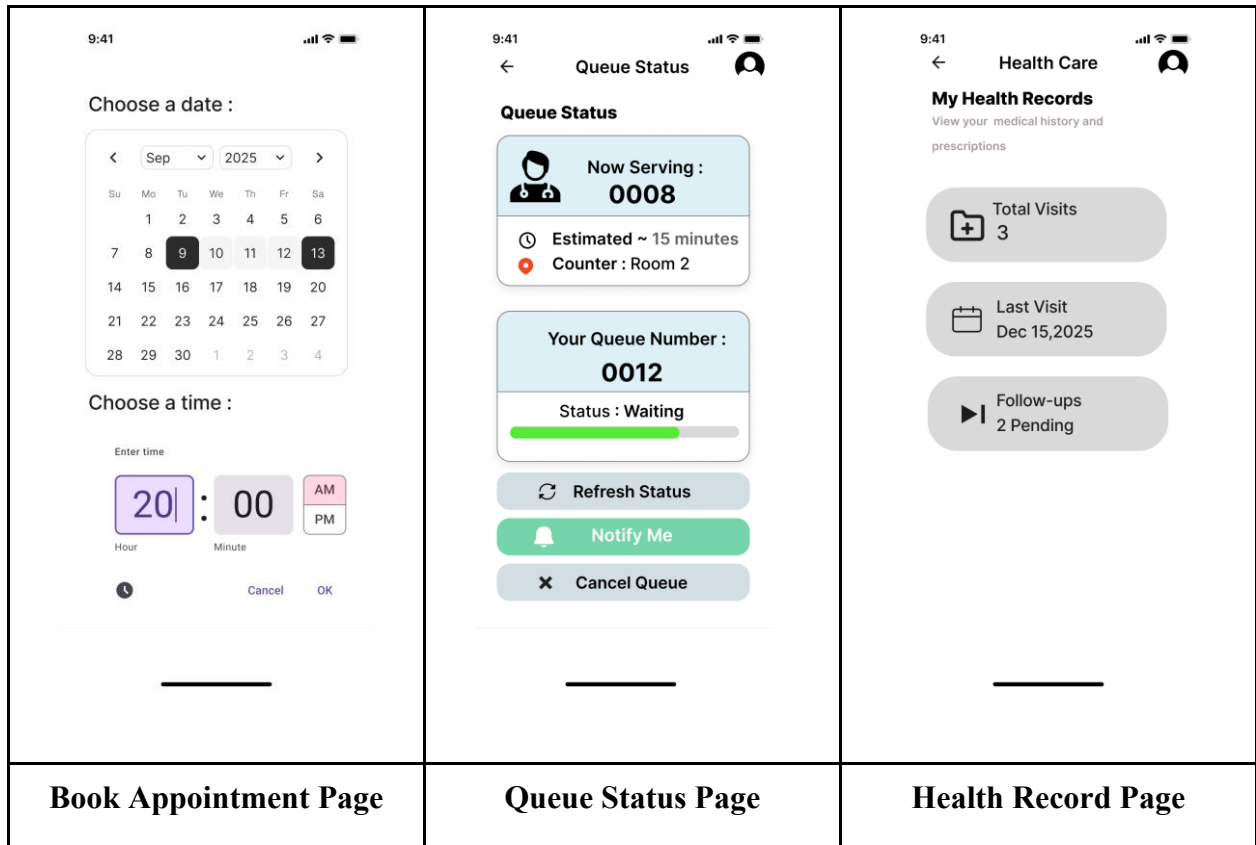 9:41
Choose a date :
Sep 2025
Su Mo Tu We Th Fr Sa
1 2 3 4 5 6
7 8 9 10 11 12 13
14 15 16 17 18 19 20
21 22 23 24 25 26 27
28 29 30 1 2 3 4
Choose a time :
Enter time
20 : 00 AM
PM
Hour Minute
Cancel OK
Book Appointment Page
9:41
Queue Status
Queue Status
Now Serving :
0008
Estimated ~ 15 minutes
Counter : Room 2
Your Queue Number :
0012
Status : Waiting
Refresh Status
Notify Me
Cancel Queue
Queue Status Page
9:41
Health Care
My Health Records
View your medical history and
prescriptions
Total Visits
3
Last Visit
Dec 15,2025
Follow-ups
2 Pending
Health Record Page